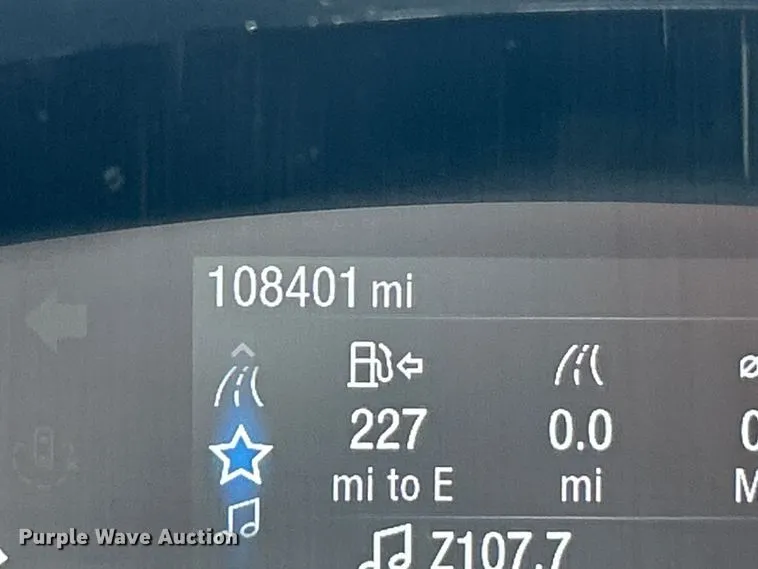 108401 mi
227 0.0
mi to E mi
Z107.7
Purple Wave Auction